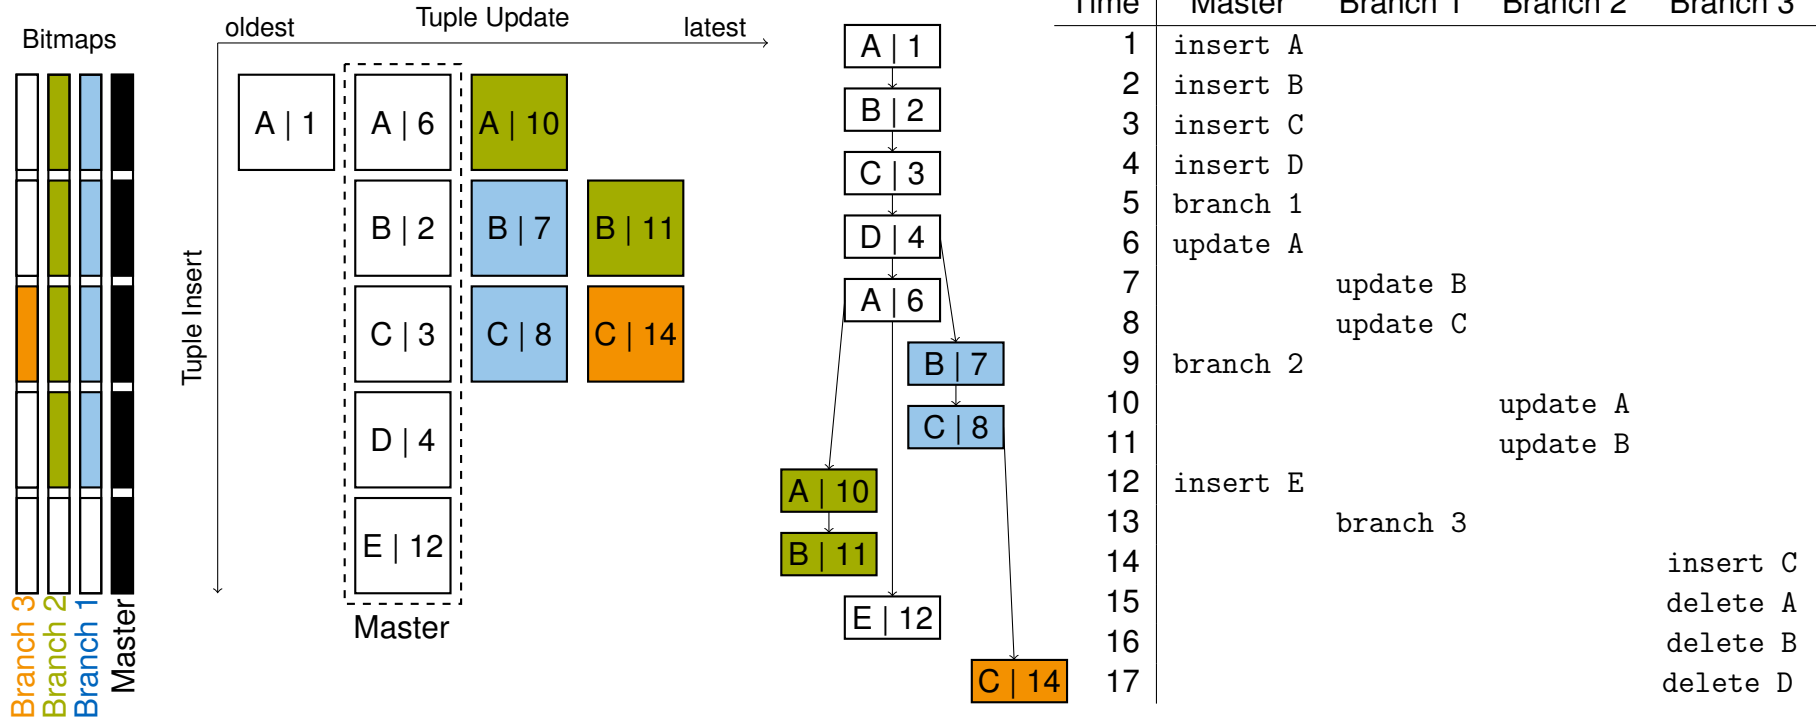 Bitmaps
Branch 3
Branch 2
Branch 1
Master
oldest
Tuple Update
latest
Tuple Insert
A | 1
A | 6
A | 10
B | 2
B | 7
B | 11
C | 3
C | 8
C | 14
D | 4
E | 12
Master
A | 1
B | 2
C | 3
D | 4
A | 6
B | 7
C | 8
A | 10
B | 11
E | 12
C | 14
Time Master Branch 1 Branch 2 Branch 3
1 insert A
2 insert B
3 insert C
4 insert D
5 branch 1
6 update A
7 update B
8 update C
9 branch 2
10 update A
11 update B
12 insert E
13 branch 3
14 insert C
15 delete A
16 delete B
17 delete D